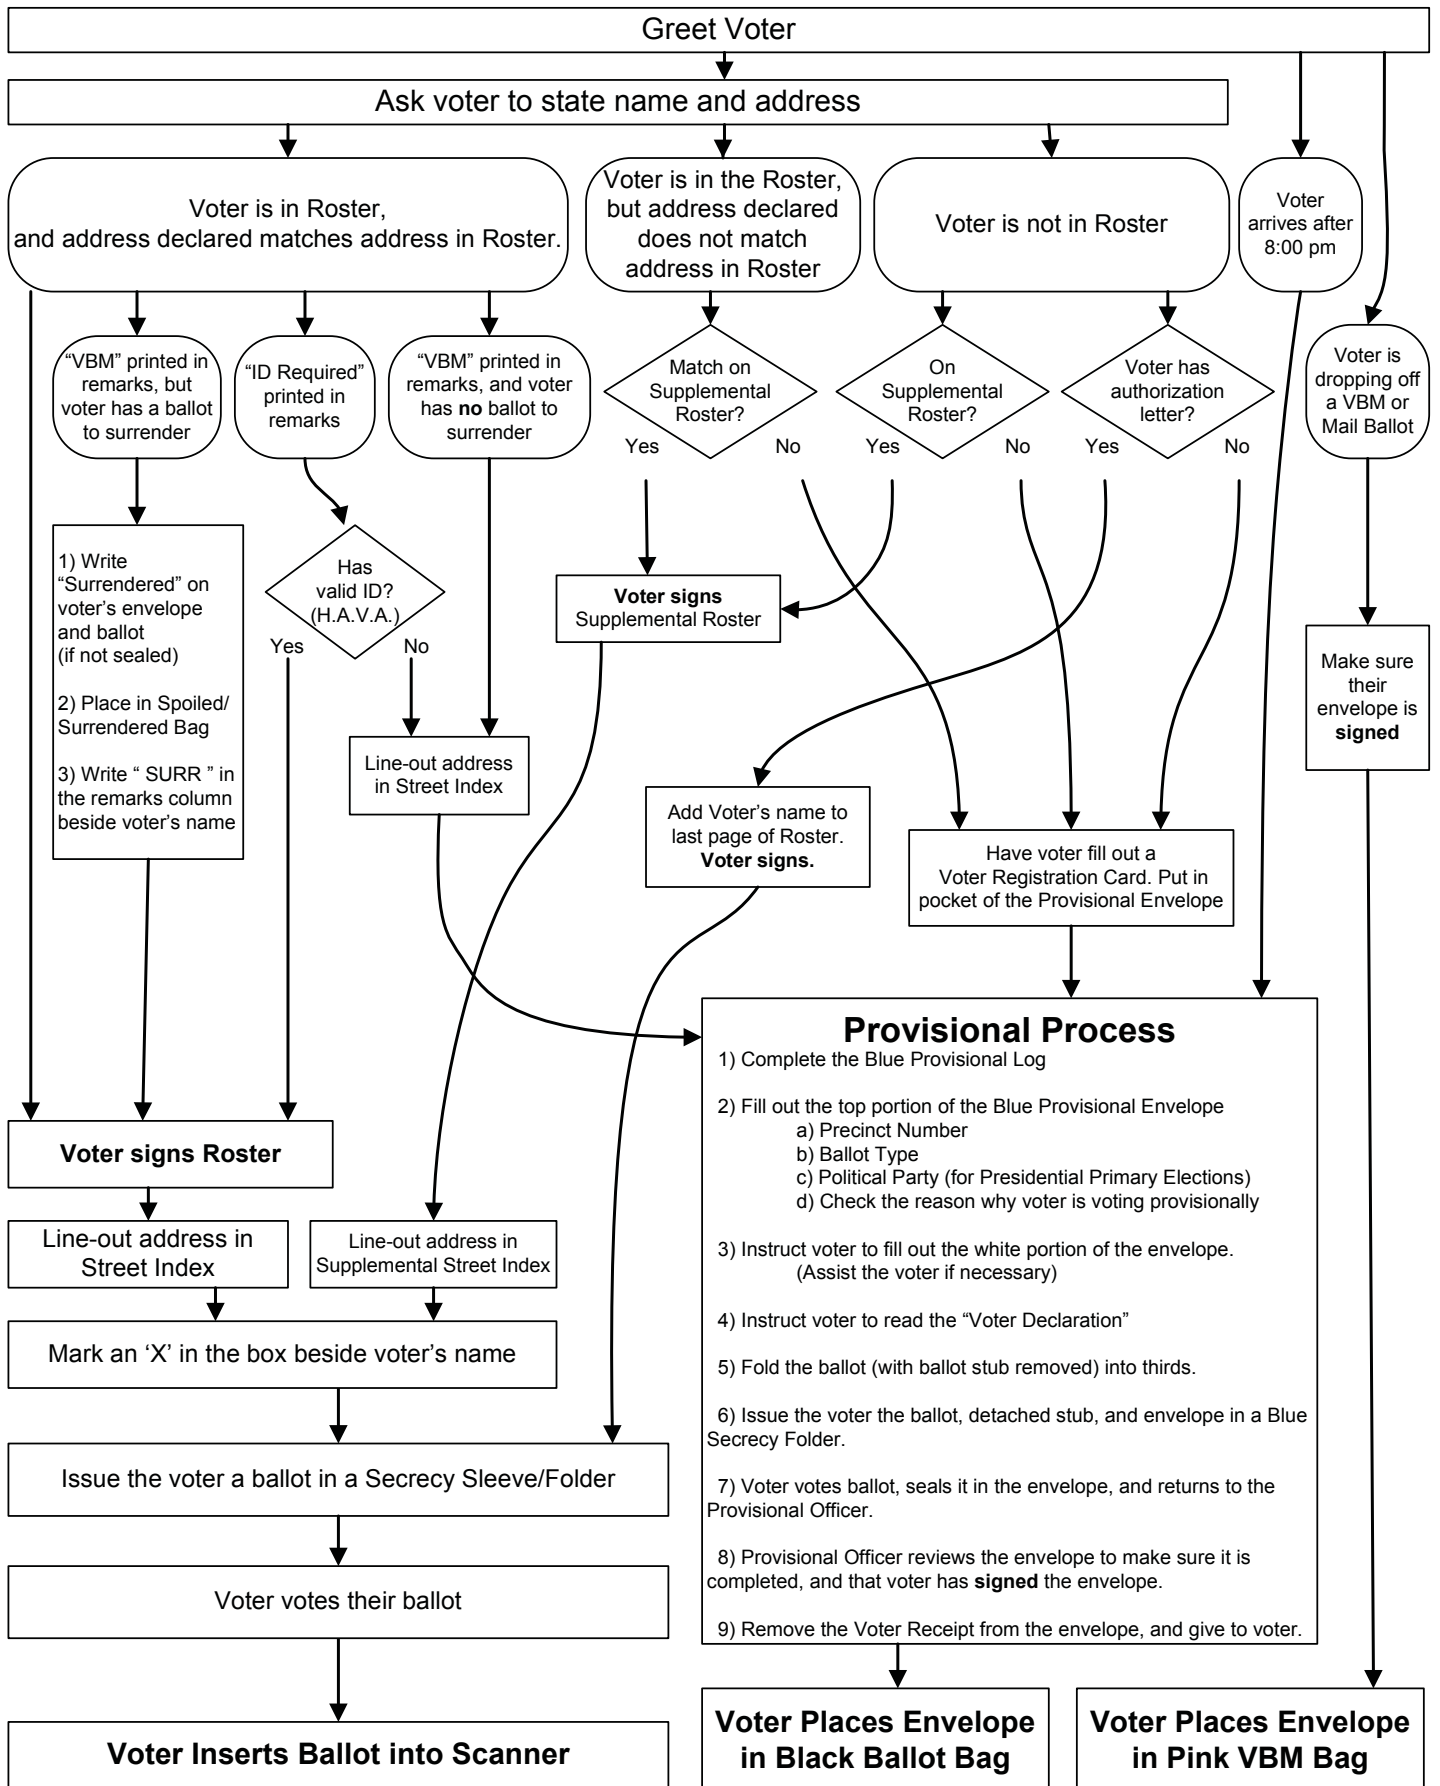 Greet Voter
Ask voter to state name and address
Voter is in Roster,
and address declared matches address in Roster.
Voter is in the Roster,
but address declared
does not match
address in Roster
Voter is not in Roster
Voter
arrives after
8:00 pm
“VBM” printed in
remarks, but
voter has a ballot
to surrender
“ID Required”
printed in
remarks
“VBM” printed in
remarks, and voter
has no ballot to
surrender
Match on
Supplemental
Roster?
Yes
No
On
Supplemental
Roster?
Yes
No
Voter has
authorization
letter?
Yes
No
Voter is
dropping off
a VBM or
Mail Ballot
1) Write
“Surrendered” on
voter’s envelope
and ballot
(if not sealed)
2) Place in Spoiled/
Surrendered Bag
3) Write “ SURR ” in
the remarks column
beside voter’s name
Has
valid ID?
(H.A.V.A.)
Yes
No
Voter signs
Supplemental Roster
Make sure
their
envelope is
signed
Line-out address
in Street Index
Add Voter’s name to
last page of Roster.
Voter signs.
Have voter fill out a
Voter Registration Card. Put in
pocket of the Provisional Envelope
Voter signs Roster
Line-out address in
Street Index
Line-out address in
Supplemental Street Index
Mark an ‘X’ in the box beside voter’s name
Issue the voter a ballot in a Secrecy Sleeve/Folder
Voter votes their ballot
Voter Inserts Ballot into Scanner
Provisional Process
1) Complete the Blue Provisional Log
2) Fill out the top portion of the Blue Provisional Envelope
a) Precinct Number
b) Ballot Type
c) Political Party (for Presidential Primary Elections)
d) Check the reason why voter is voting provisionally
3) Instruct voter to fill out the white portion of the envelope.
(Assist the voter if necessary)
4) Instruct voter to read the “Voter Declaration”
5) Fold the ballot (with ballot stub removed) into thirds.
6) Issue the voter the ballot, detached stub, and envelope in a Blue
Secrecy Folder.
7) Voter votes ballot, seals it in the envelope, and returns to the
Provisional Officer.
8) Provisional Officer reviews the envelope to make sure it is
completed, and that voter has signed the envelope.
9) Remove the Voter Receipt from the envelope, and give to voter.
Voter Places Envelope
in Black Ballot Bag
Voter Places Envelope
in Pink VBM Bag